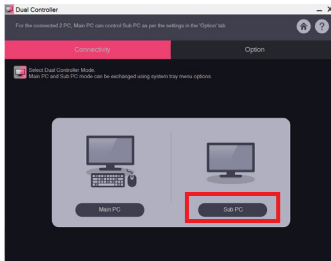 Dual Controller
For the connected 2 PC, Main PC can control Sub PC as per the settings in the 'Option' tab.
Connectivity
Option
Select Dual Controller Mode.
Main PC and Sub PC mode can be exchanged using system tray menu options.
Main PC
Sub PC